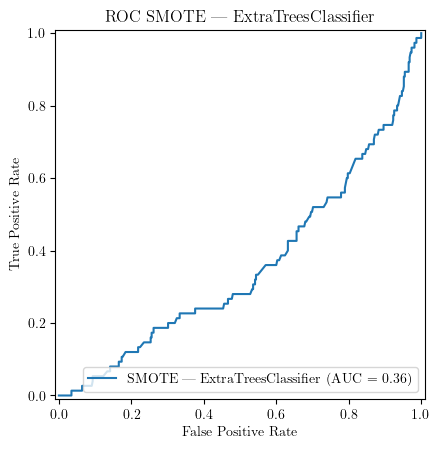 ROC SMOTE — ExtraTreesClassifier
1.0
0.8
0.6
0.4
0.2
0.0
True Positive Rate
SMOTE — ExtraTreesClassifier (AUC = 0.36)
0.0 0.2 0.4 0.6 0.8 1.0
False Positive Rate